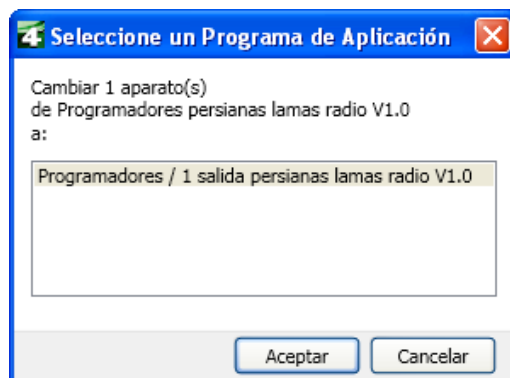 4 Seleccione un Programa de Aplicación
Cambiar 1 aparato(s)
de Programadores persianas lamas radio V1.0
a:
Programadores / 1 salida persianas lamas radio V1.0
Aceptar Cancelar